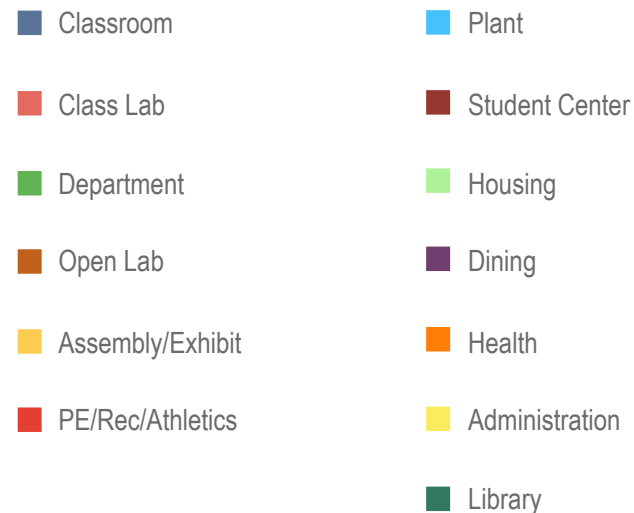 Classroom
Class Lab
Department
Open Lab
Assembly/Exhibit
PE/Rec/Athletics
Plant
Student Center
Housing
Dining
Health
Administration
Library